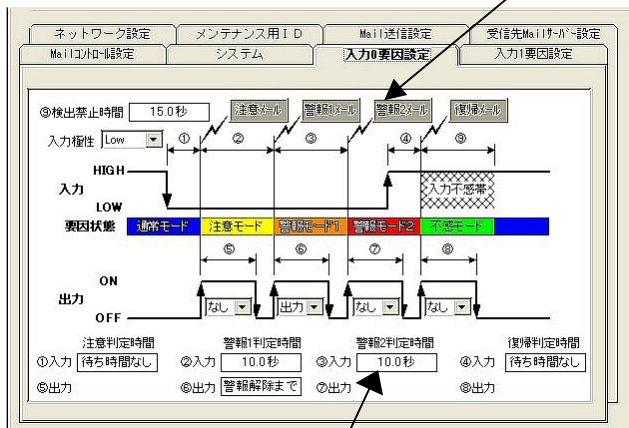 ネットワーク設定 メンテナンス用ID Mail送信設定 受信先Mailサーバー設定
Mailコントロール設定 システム 入力0要因設定 入力1要因設定
⑨検出禁止時間 15.0秒 注意メール 警報1メール 警報2メール 復帰メール
入力極性 Low ① ② ③ ④ ⑨
HIGH
入力 入力不感帯
LOW
要因状態 通常モード 注意モード 警報モード1 警報モード2 不感モード
⑤ ⑥ ⑦ ⑧
ON
出力 なし 出力 なし なし
OFF
注意判定時間 警報1判定時間 警報2判定時間 復帰判定時間
①入力 待ち時間なし ②入力 10.0秒 ③入力 10.0秒 ④入力 待ち時間なし
⑤出力 ⑥出力 警報解除まで ⑦出力 ⑧出力